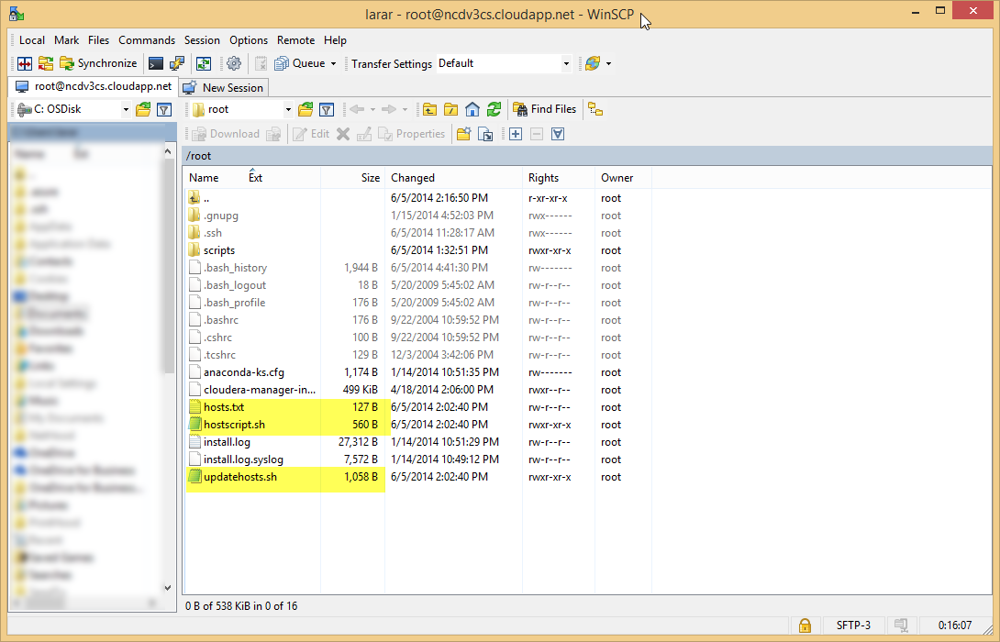 larar - root@ncdv3cs.cloudapp.net - WinSCP
Local Mark Files Commands Session Options Remote Help
Synchronize Queue Transfer Settings Default
root@ncdv3cs.cloudapp.net New Session
C: OSDisk root Find Files
Download Edit Properties
/root
Name Ext Size Changed Rights Owner
.. 6/5/2014 2:16:50 PM r-xr-xr-x root
.gnupg 1/15/2014 4:52:03 PM rwx------ root
.ssh 6/5/2014 11:28:17 AM rwx------ root
scripts 6/5/2014 1:32:51 PM rwxr-xr-x root
.bash_history 1,944 B 6/5/2014 4:41:30 PM rw------- root
.bash_logout 18 B 5/20/2009 5:45:02 AM rw-r--r-- root
.bash_profile 176 B 5/20/2009 5:45:02 AM rw-r--r-- root
.bashrc 176 B 9/22/2004 10:59:52 PM rw-r--r-- root
.cshrc 100 B 9/22/2004 10:59:52 PM rw-r--r-- root
.tcshrc 129 B 12/3/2004 3:42:06 PM rw-r--r-- root
anaconda-ks.cfg 1,174 B 1/14/2014 10:51:35 PM rw------- root
cloudera-manager-in... 499 KiB 4/18/2014 2:06:00 PM rwxr--r-- root
hosts.txt 127 B 6/5/2014 2:02:40 PM rw-r--r-- root
hostscript.sh 560 B 6/5/2014 2:02:40 PM rwxr-xr-x root
install.log 27,312 B 1/14/2014 10:51:29 PM rw-r--r-- root
install.log.syslog 7,572 B 1/14/2014 10:49:12 PM rw-r--r-- root
updatehosts.sh 1,058 B 6/5/2014 2:02:40 PM rwxr-xr-x root
0 B of 538 KiB in 0 of 16
SFTP-3 0:16:07